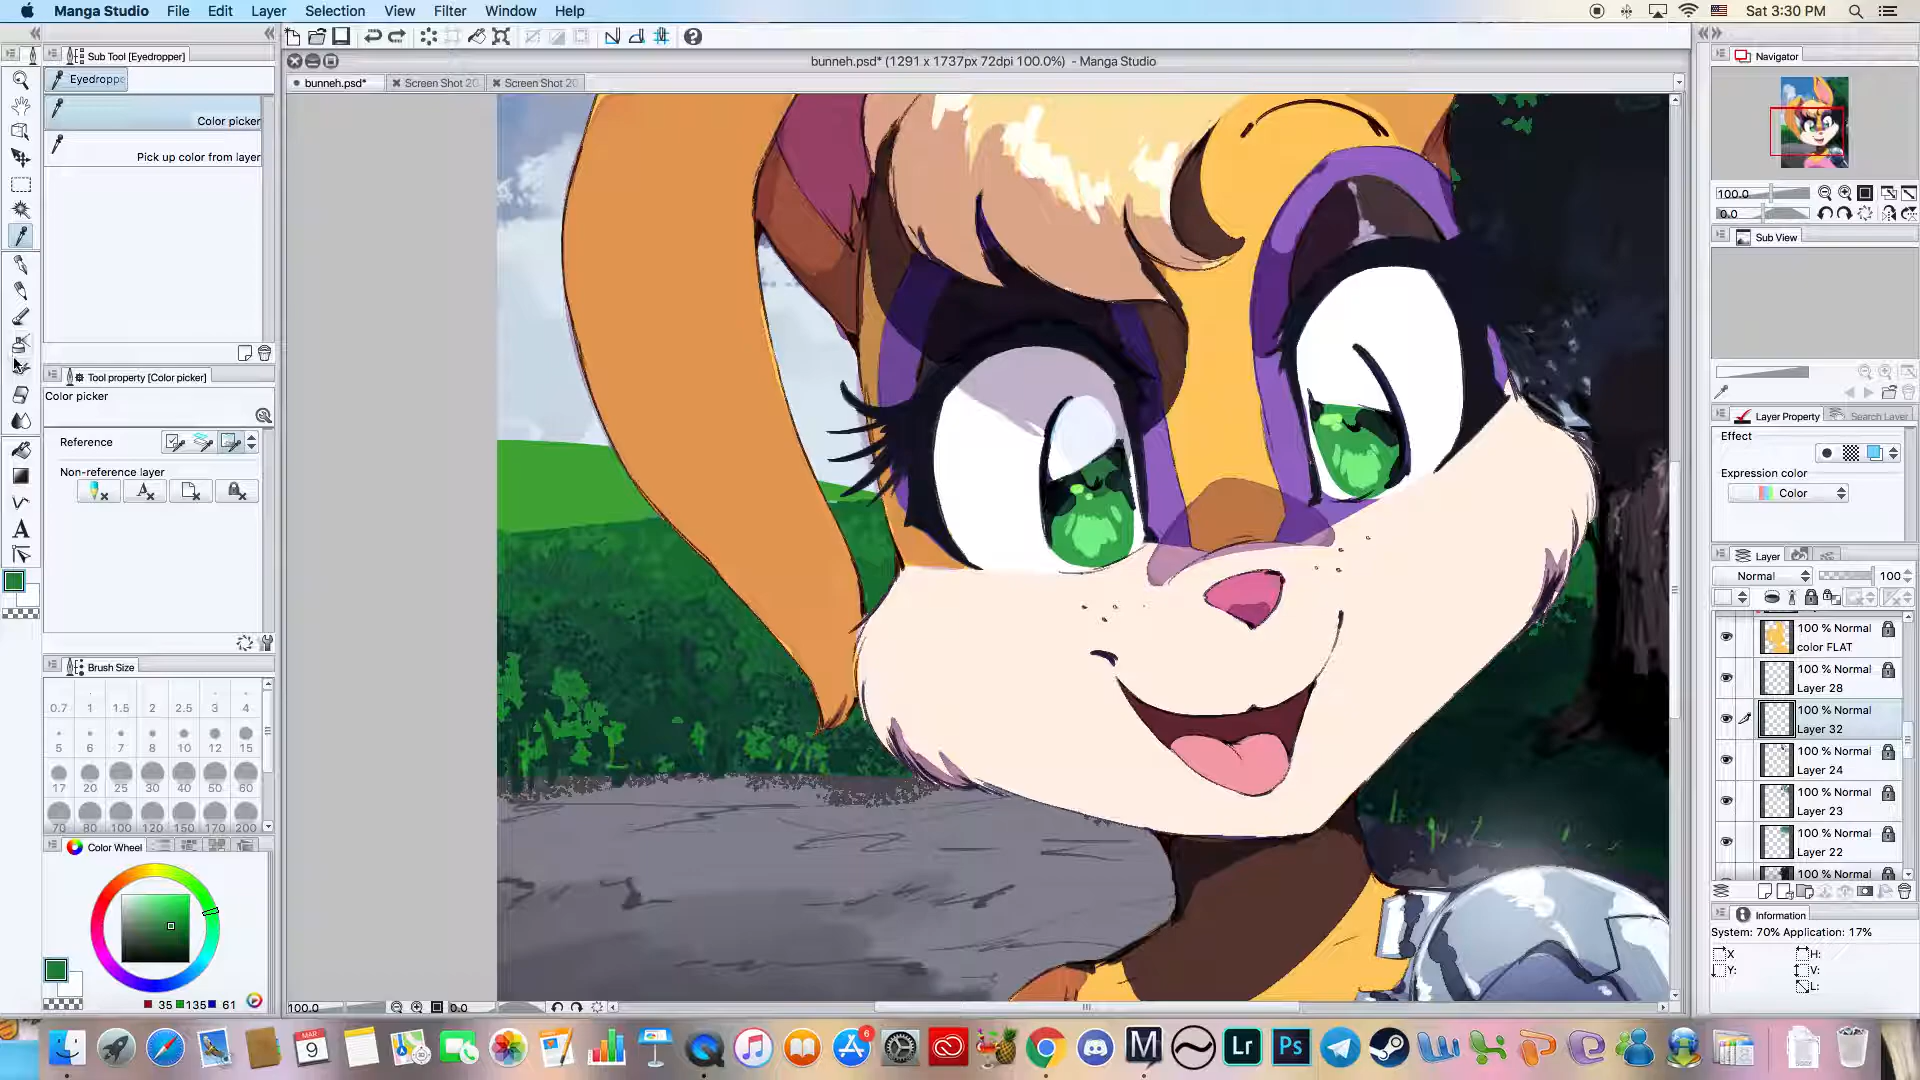 Manga Studio File Edit Layer Selection View Filter Window Help Sat 3:30 PM
Sub Tool [Eyedropper]
Eyedroppe
Color picker
Pick up color from layer
Tool property [Color picker]
Color picker
Reference
Non-reference layer
Brush Size
0.7 1 1.5 2 2.5 3 4
5 6 7 8 10 12 15
17 20 25 30 40 50 60
70 80 100 120 150 170 200
Color Wheel
35 135 61
bunneh.psd* (1291 x 1737px 72dpi 100.0%) - Manga Studio
bunneh.psd* Screen Shot 20 Screen Shot 20
100.0 0.0
Navigator
100.0
0.0
Sub View
Layer Property Search Layer
Effect
Expression color
Color
Layer
Normal 100
100 % Normal
color FLAT
100 % Normal
Layer 28
100 % Normal
Layer 32
100 % Normal
Layer 24
100 % Normal
Layer 23
100 % Normal
Layer 22
100 % Normal
Information
System: 70% Application: 17%
X H:
Y: V:
L:
MAR
9
6
M
Lr
Ps